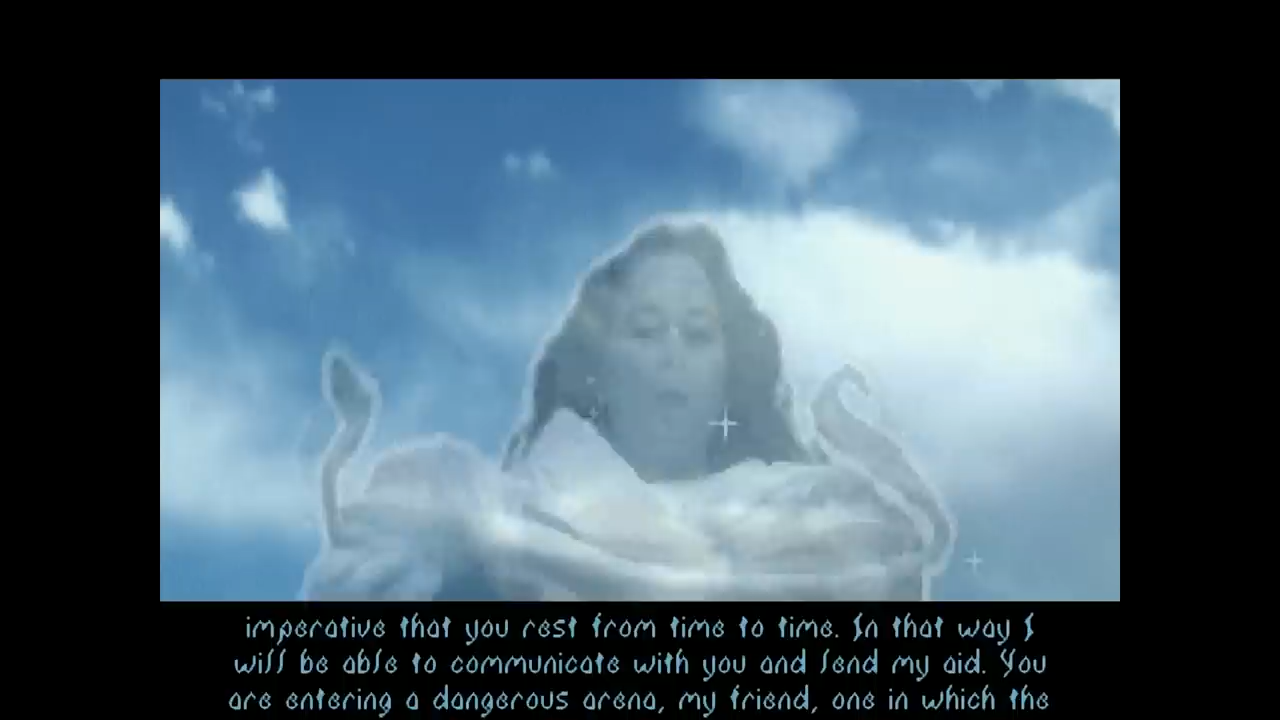 imperative that you rest from time to time. In that way I
will be able to communicate with you and lend my aid. You
are entering a dangerous arena, my friend, one in which the